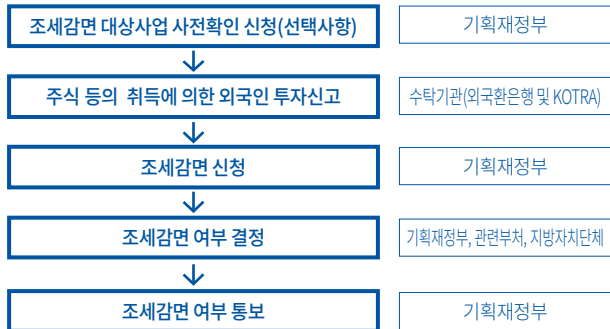 조세감면 대상사업 사전확인 신청(선택사항)
기획재정부
주식 등의 취득에 의한 외국인 투자신고
수탁기관(외국환은행 및 KOTRA)
조세감면 신청
기획재정부
조세감면 여부 결정
기획재정부, 관련부처, 지방자치단체
조세감면 여부 통보
기획재정부